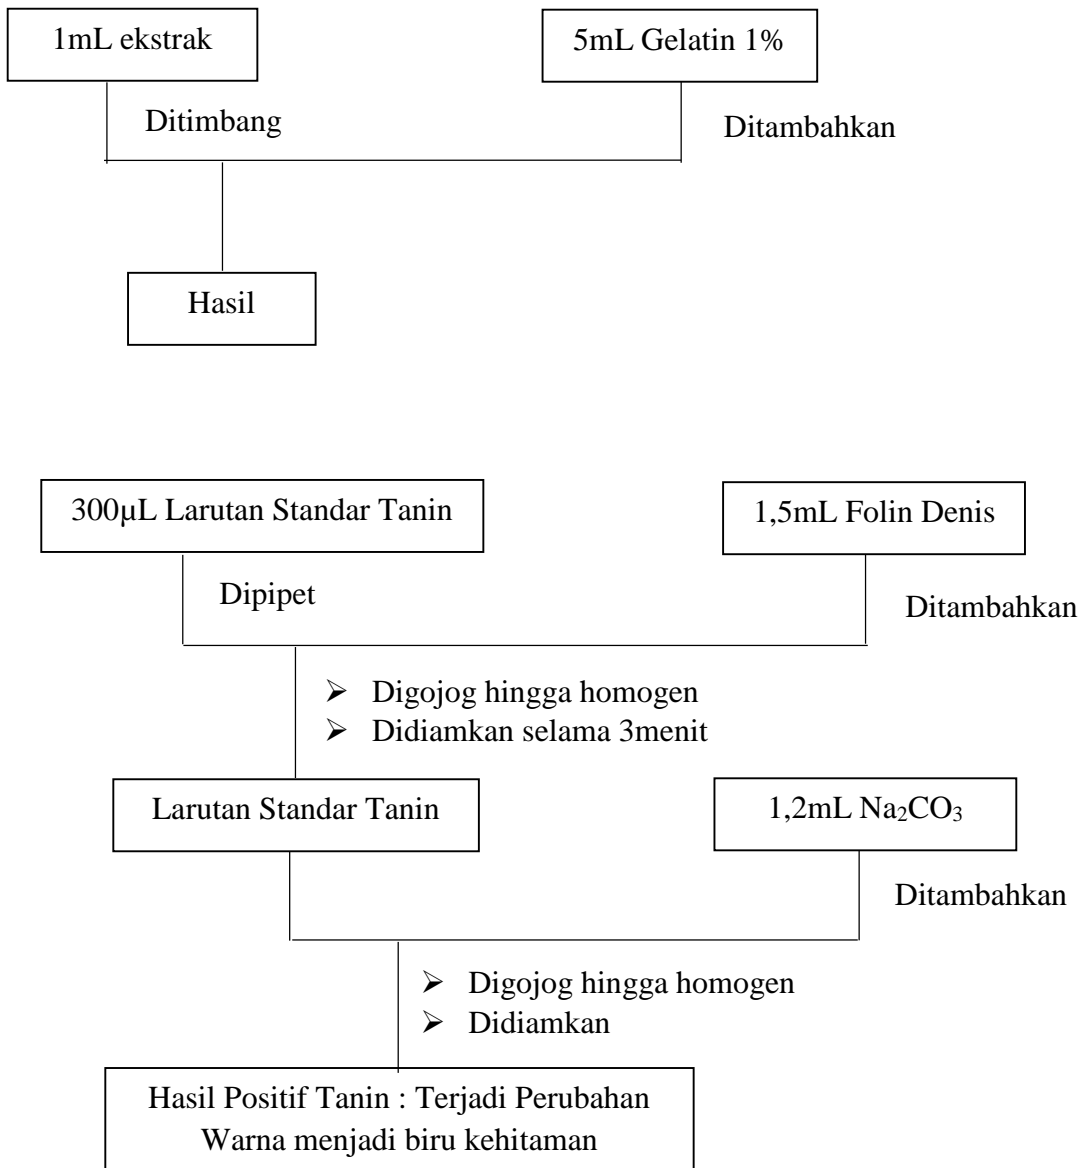 1mL ekstrak
5mL Gelatin 1%
Ditimbang
Ditambahkan
Hasil
300µL Larutan Standar Tanin
1,5mL Folin Denis
Dipipet
Ditambahkan
➢ Digojog hingga homogen
➢ Didiamkan selama 3menit
Larutan Standar Tanin
1,2mL Na₂CO₃
Ditambahkan
➢ Digojog hingga homogen
➢ Didiamkan
Hasil Positif Tanin : Terjadi Perubahan
Warna menjadi biru kehitaman